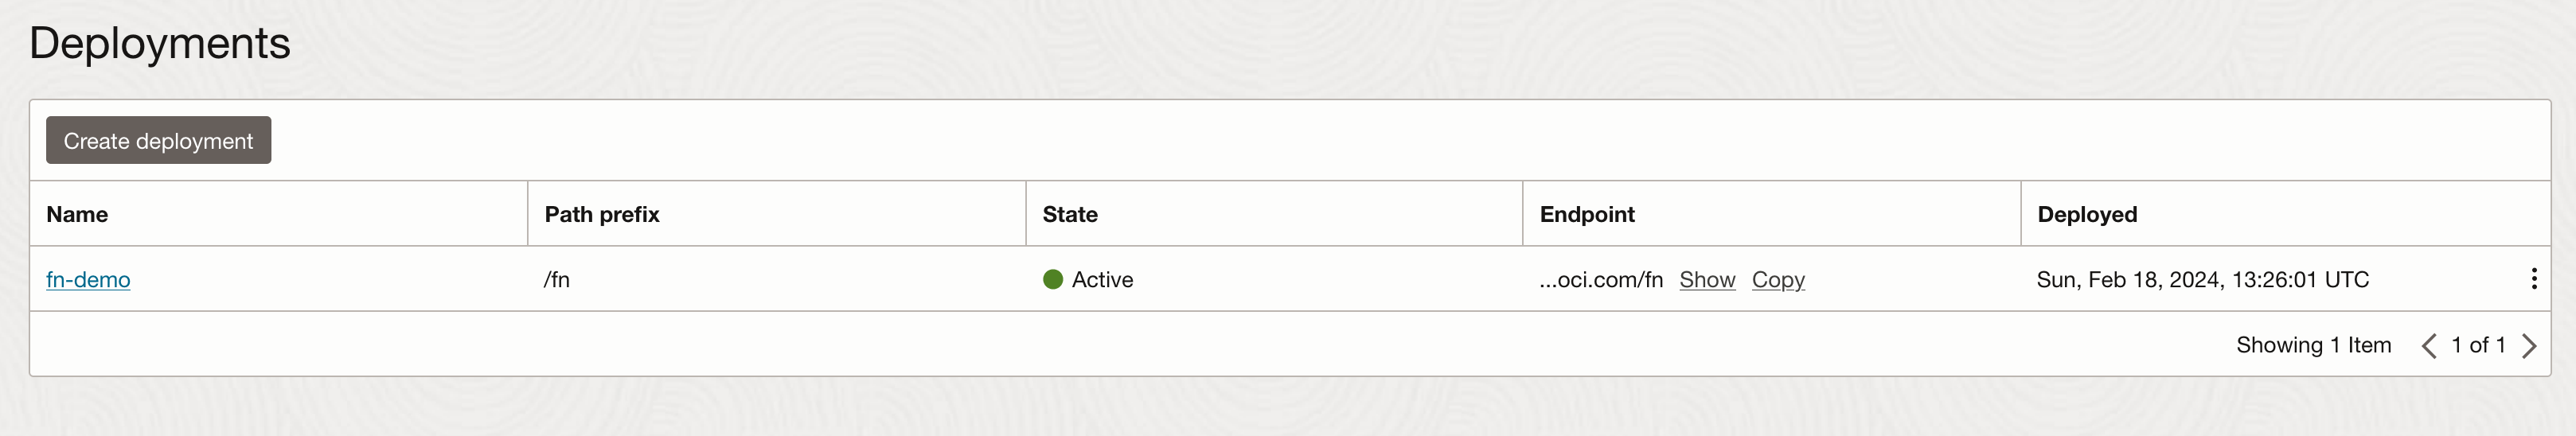 Deployments
Create deployment
Name Path prefix State Endpoint Deployed
fn-demo /fn Active ...oci.com/fn Show Copy Sun, Feb 18, 2024, 13:26:01 UTC
Showing 1 Item 1 of 1